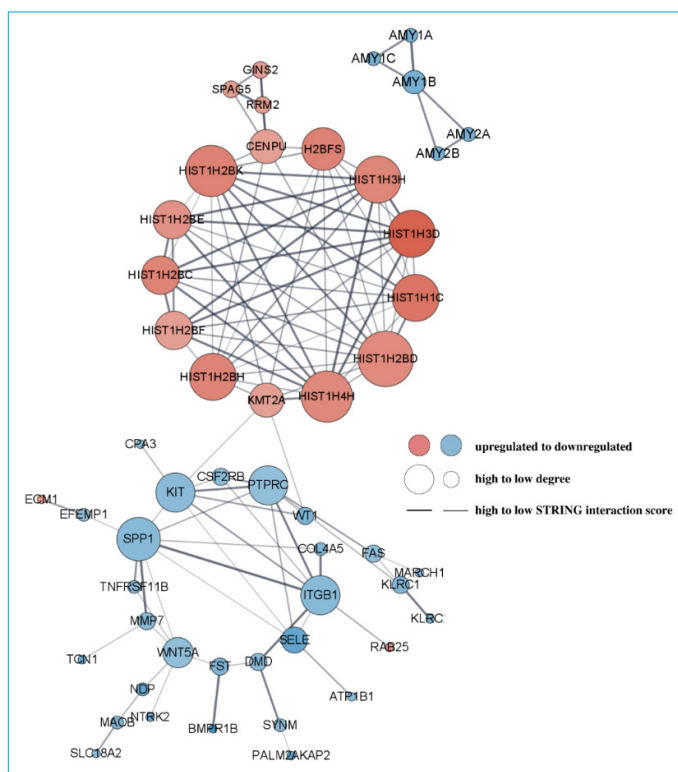 AMY1A
AMY1C
AMY1B
AMY2A
AMY2B
GINS2
SPAG5
RRM2
CENPU
H2BFS
HIST1H2BK
HIST1H3H
HIST1H2BE
HIST1H3D
HIST1H2BC
HIST1H1C
HIST1H2BF
HIST1H2BD
HIST1H2BH
HIST1H4H
KMT2A
upregulated to downregulated
high to low degree
high to low STRING interaction score
CPA3
CSF2RB
PTPRC
KIT
ECM1
EFEMP1
WT1
SPP1
COL4A5
FAS
MARCH1
TNFRSF11B
KLRC1
ITGB1
KLRC
MMP7
SELE
RAB25
TCN1
WNT5A
FST
DMD
NDP
ATP1B1
NTRK2
MAOB
BMPR1B
SYNM
SLC18A2
PALM2AKAP2